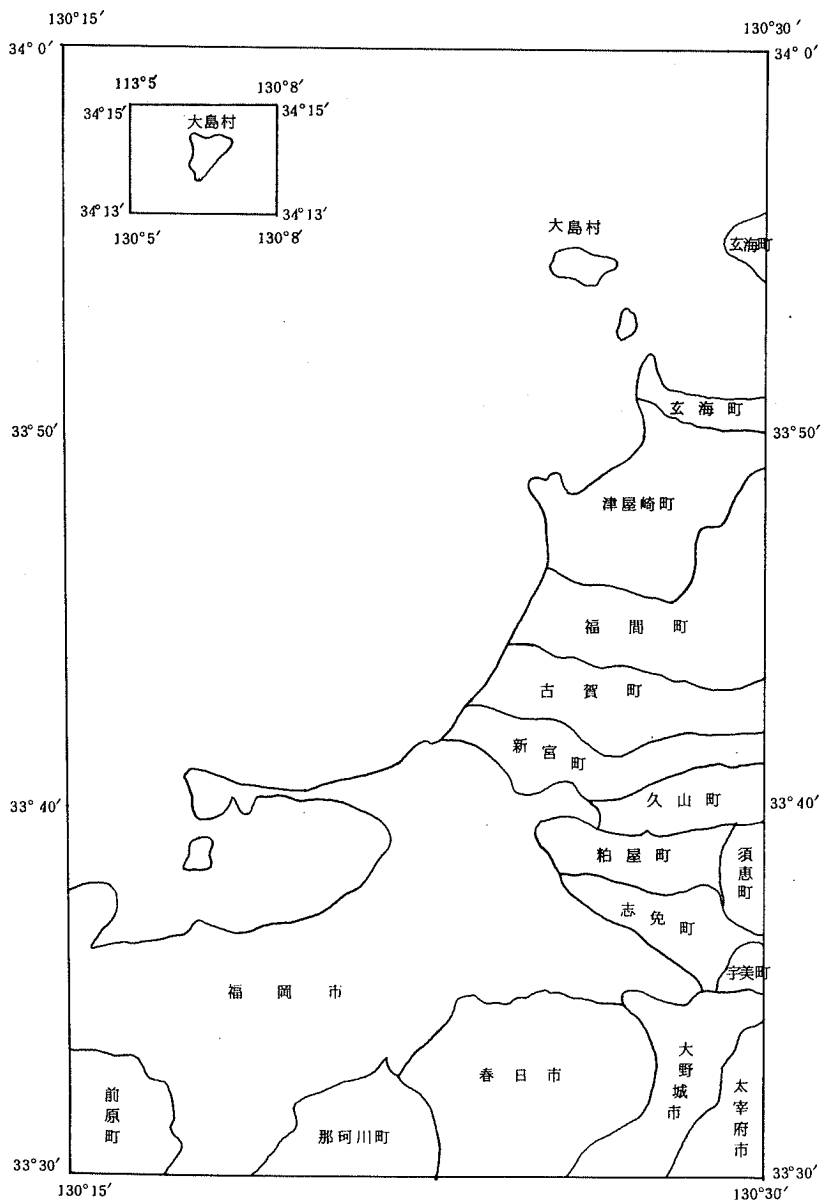 130°15′
130°30′
34°0′
34°0′
113°5′
130°8′
34°15′
34°15′
大島村
34°13′
34°13′
130°5′
130°8′
大島村
玄海町
玄海町
33°50′
33°50′
津屋崎町
福間町
古賀町
新宮町
久山町
33°40′
33°40′
粕屋町
須恵町
志免町
宇美町
福岡市
春日市
大野城市
太宰府市
前原町
那珂川町
33°30′
33°30′
130°15′
130°30′